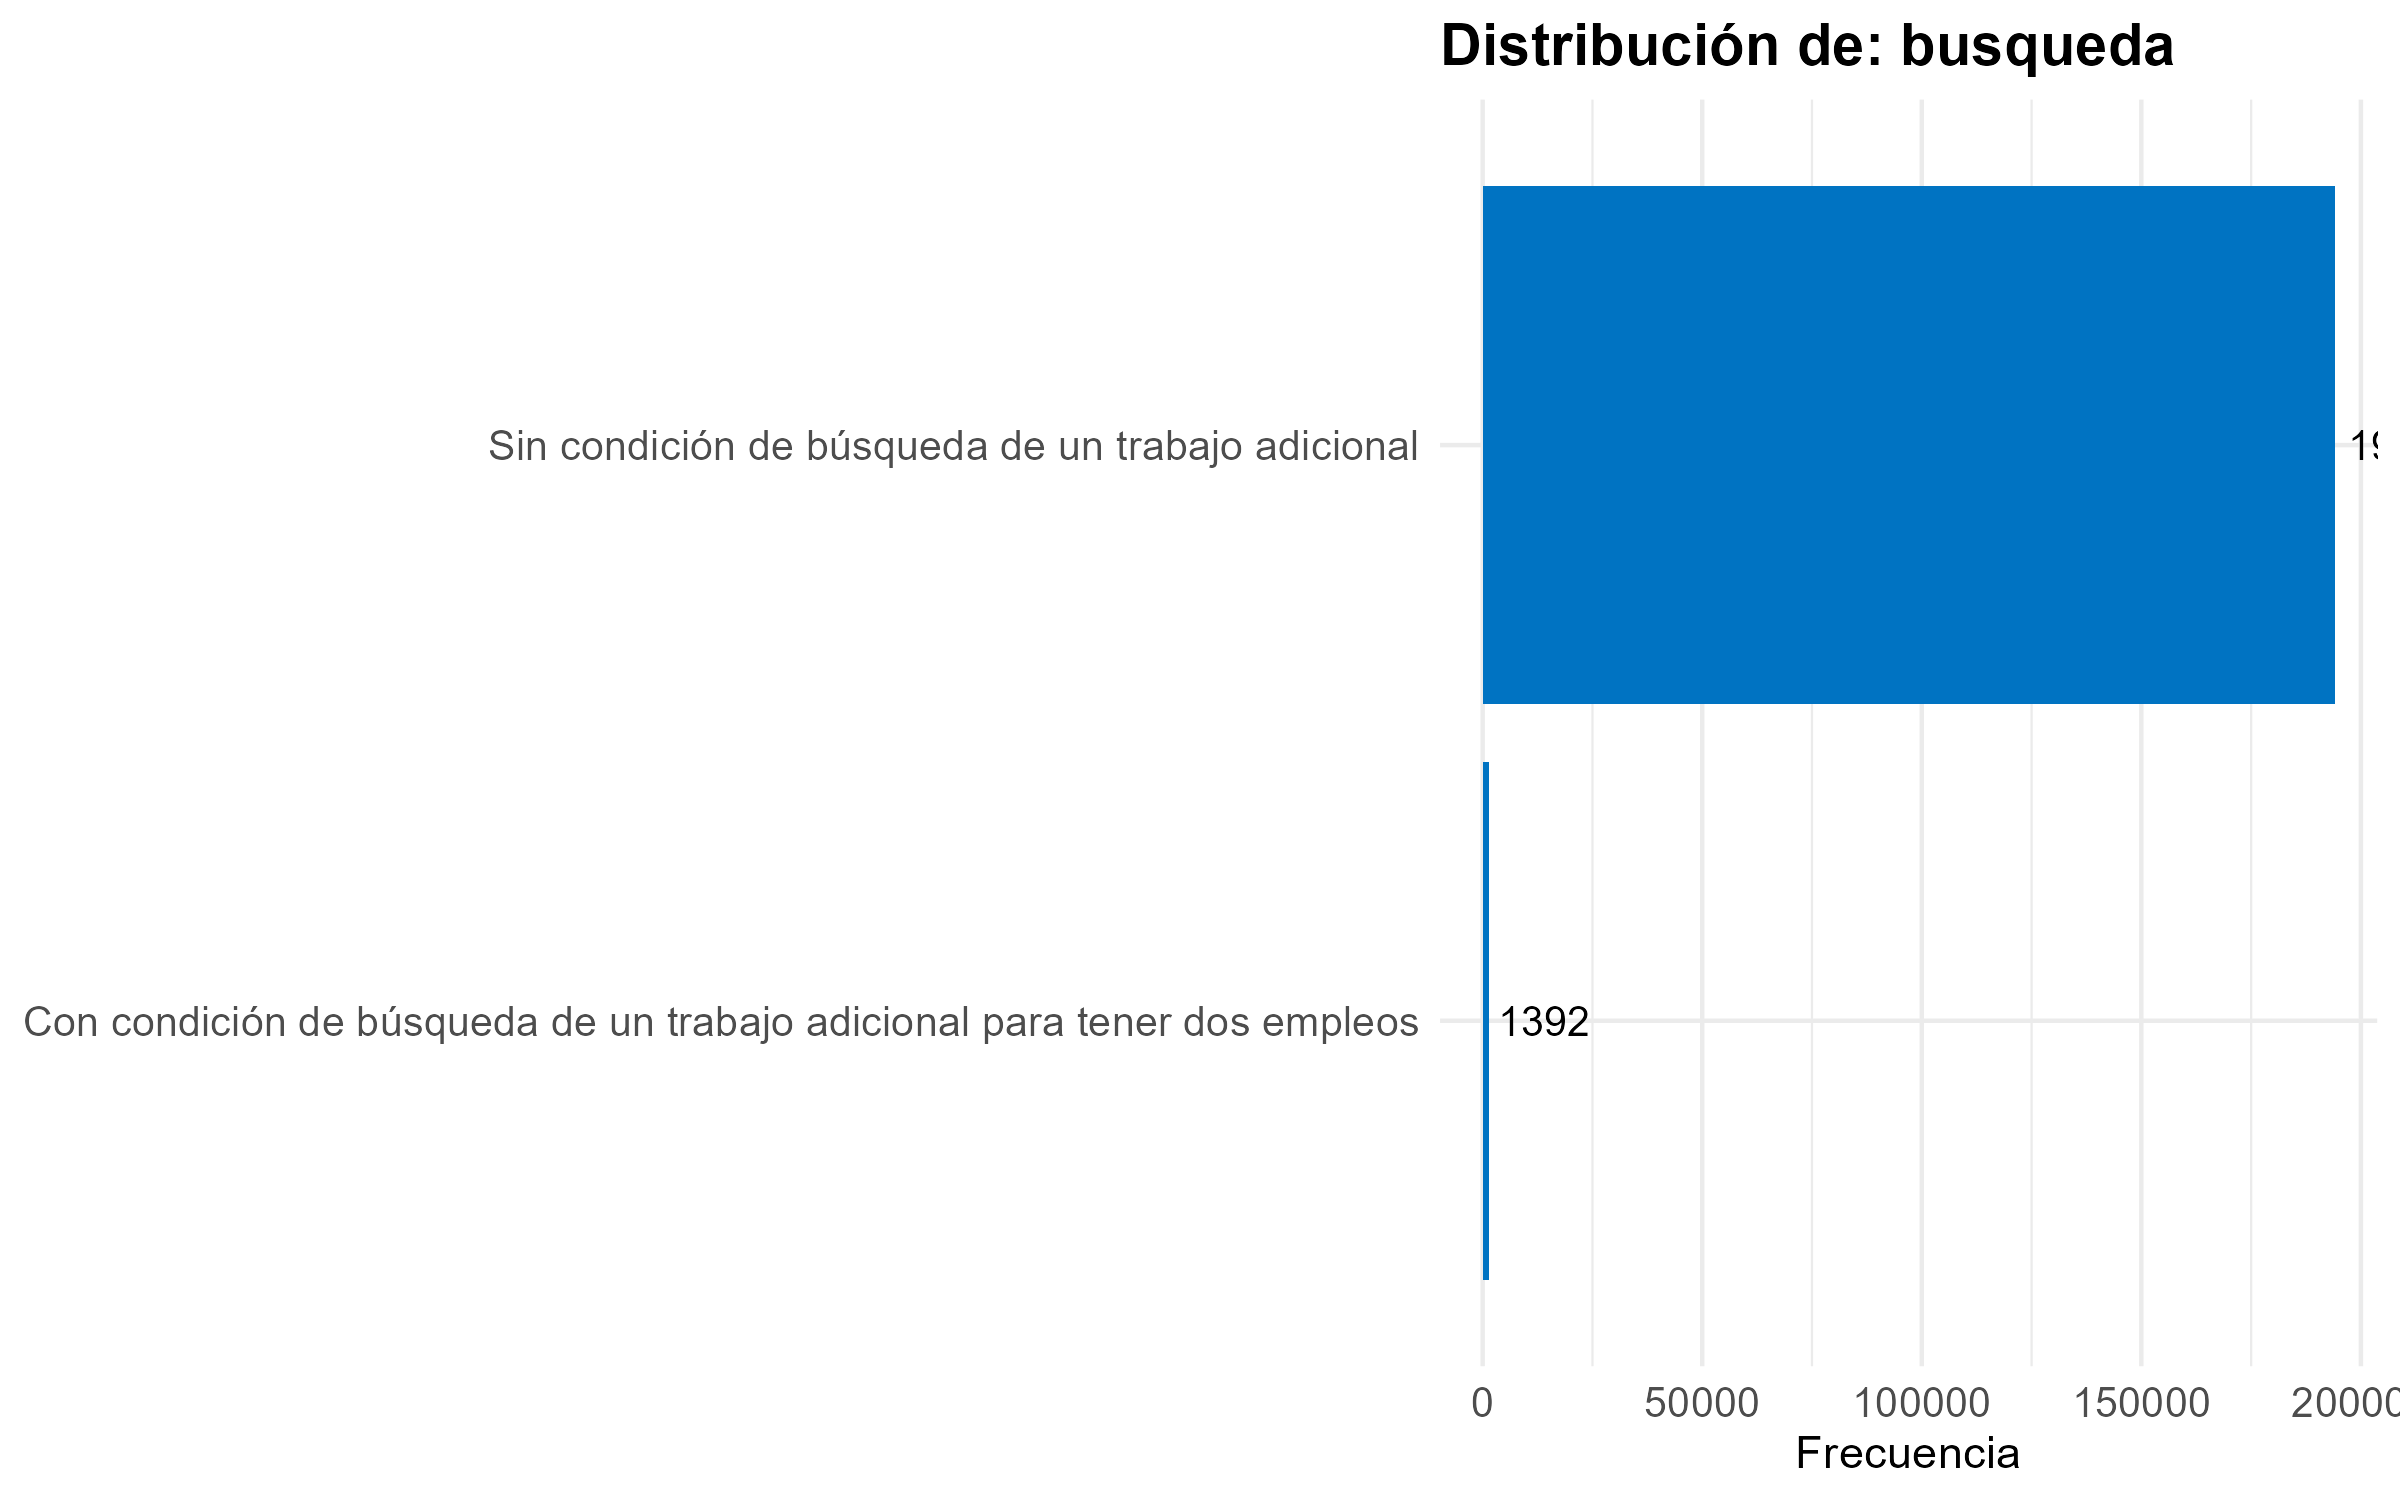 Distribución de: busqueda
Sin condición de búsqueda de un trabajo adicional
Con condición de búsqueda de un trabajo adicional para tener dos empleos
1392
0 50000 100000 150000
Frecuencia